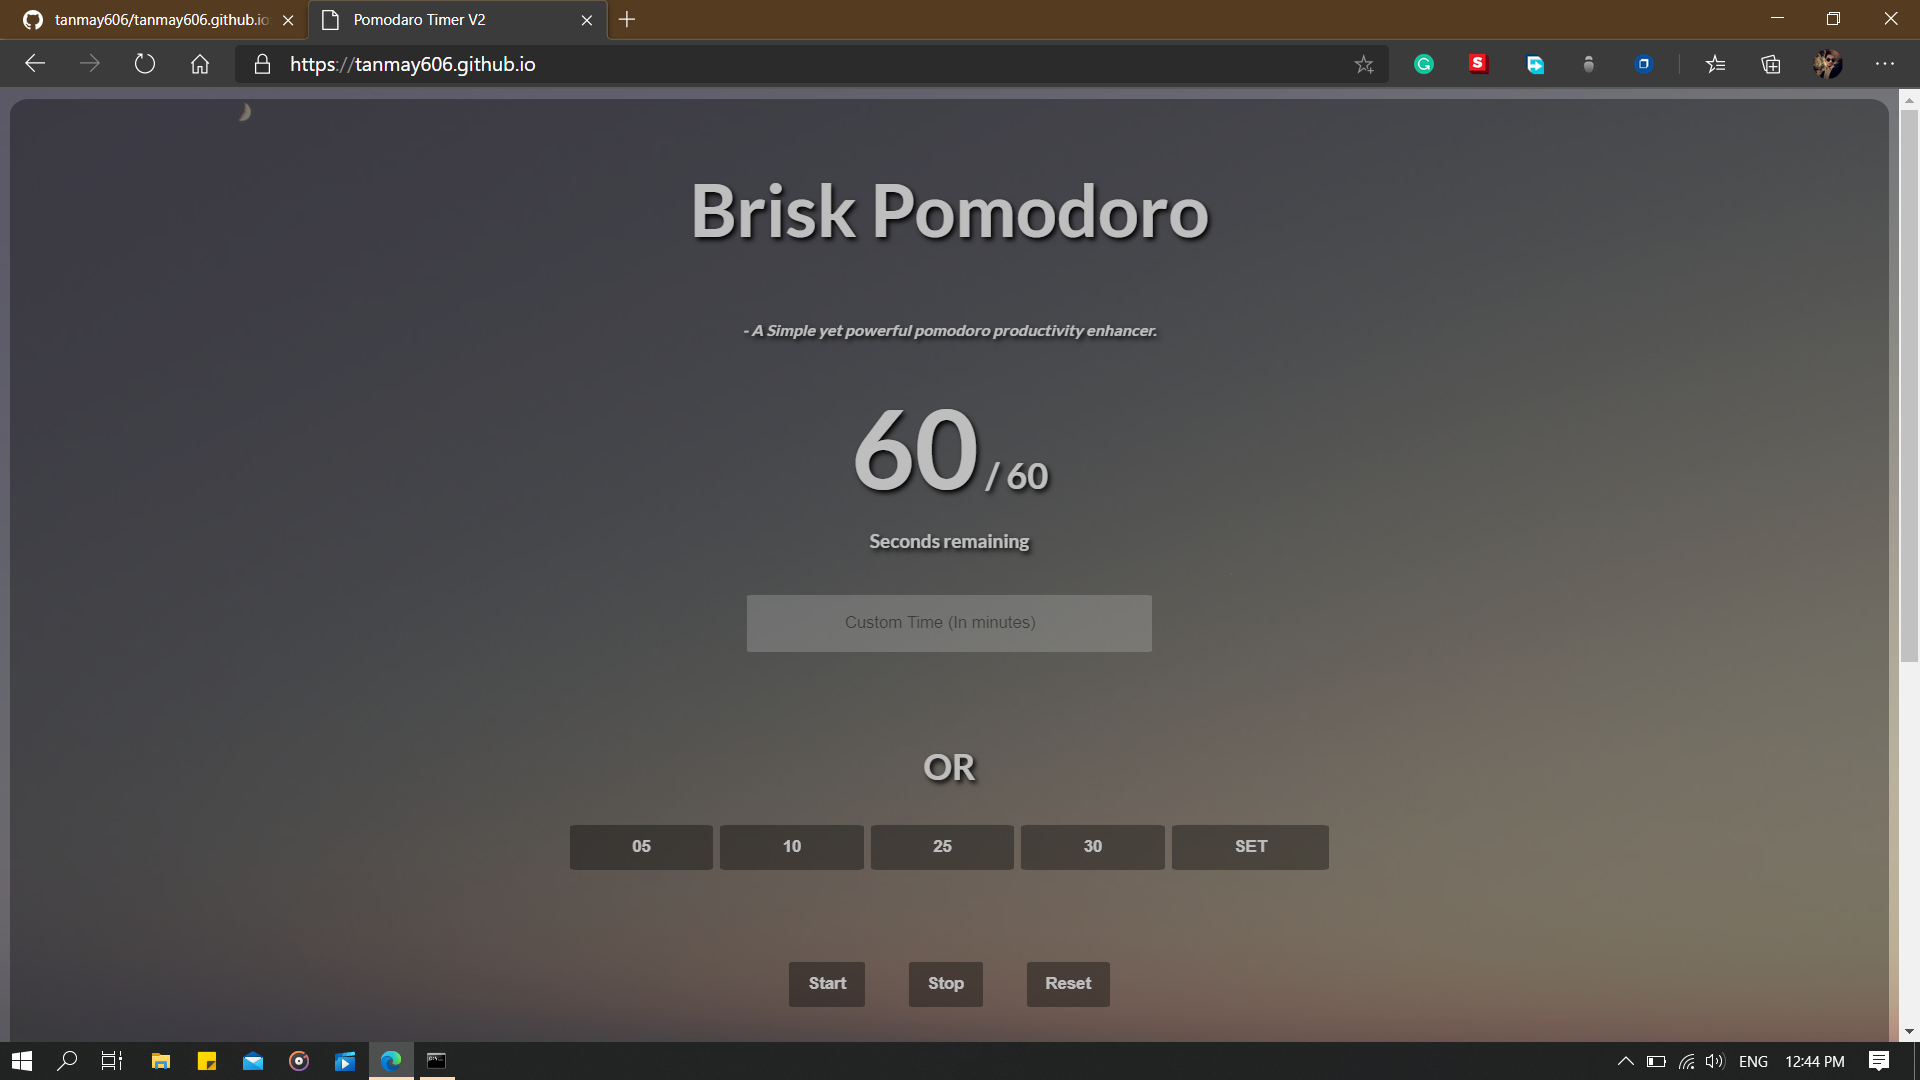 tanmay606/tanmay606.github.io
Pomodaro Timer V2
https://tanmay606.github.io
Brisk Pomodoro
- A Simple yet powerful pomodoro productivity enhancer.
60 / 60
Seconds remaining
Custom Time (In minutes)
OR
05 10 25 30 SET
Start Stop Reset
ENG 12:44 PM